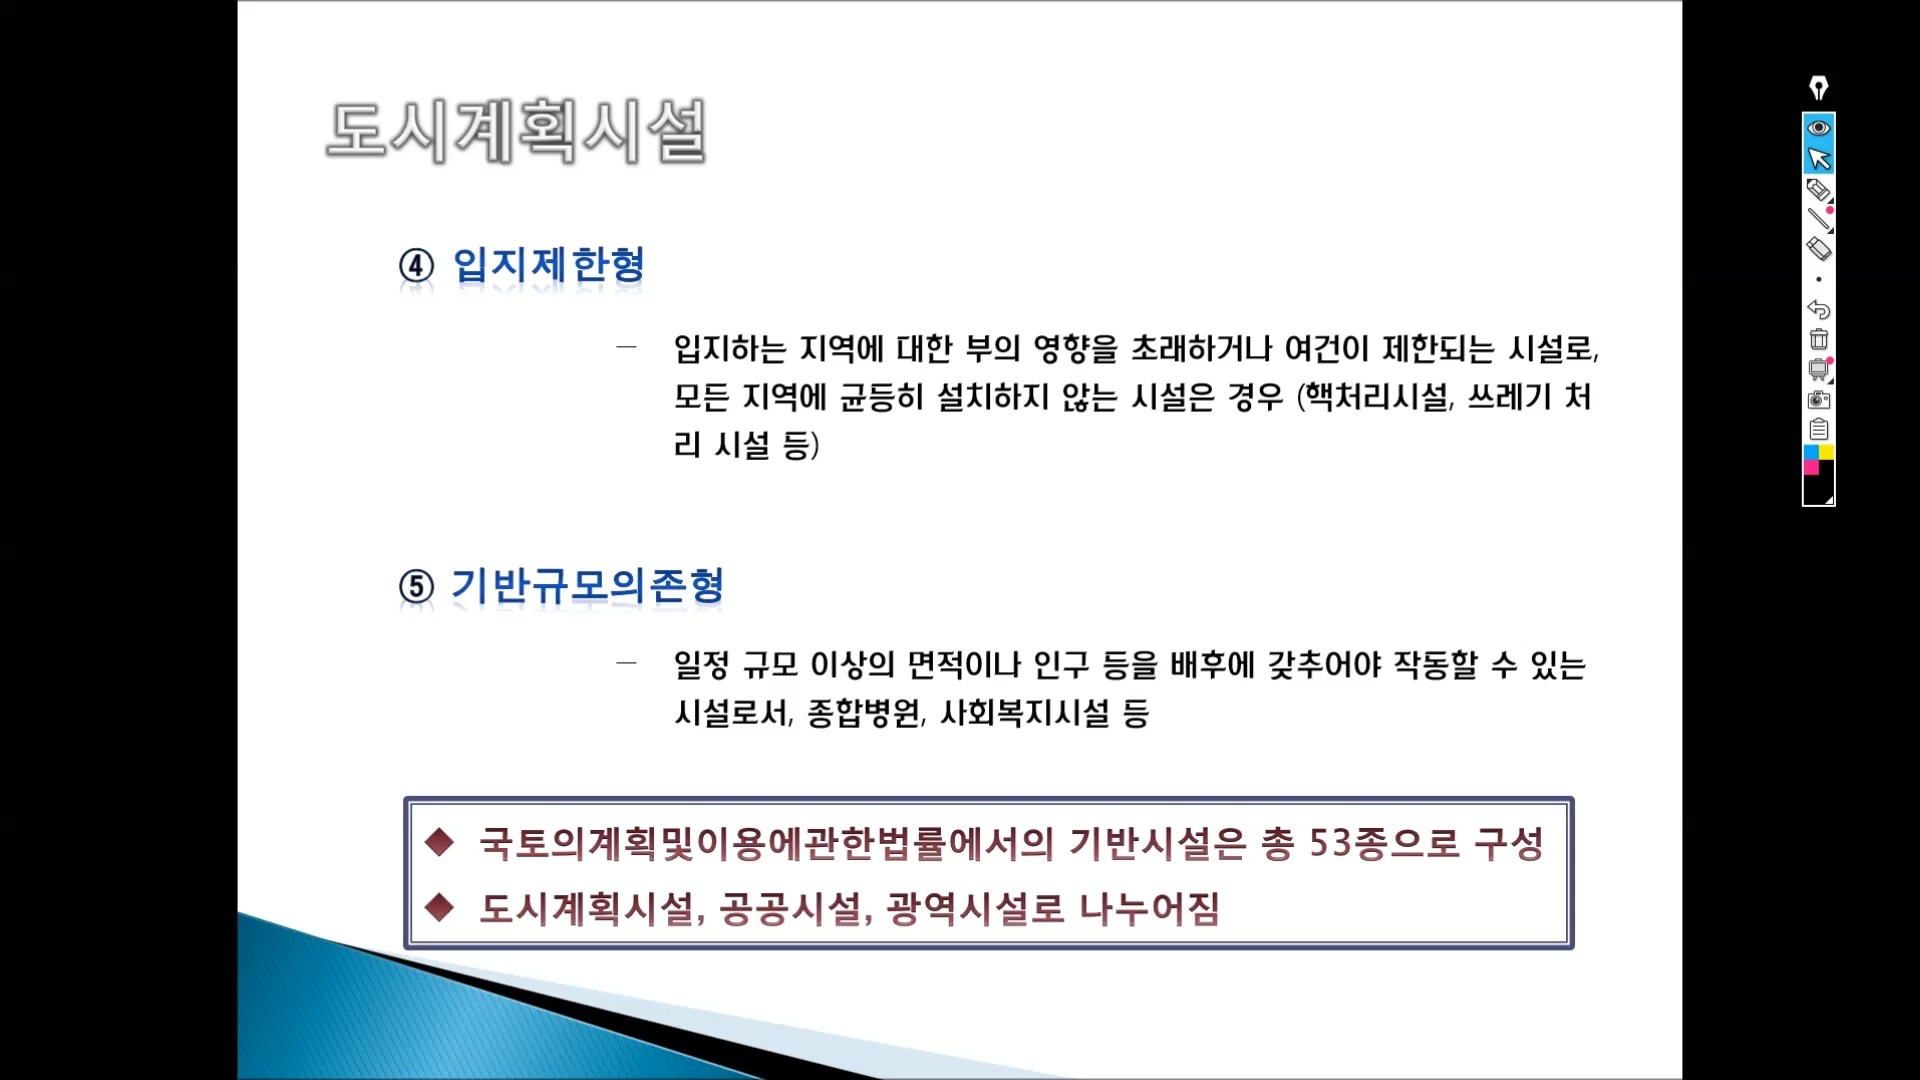 도시계획시설
④ 입지제한형
– 입지하는 지역에 대한 부의 영향을 초래하거나 여건이 제한되는 시설로,
모든 지역에 균등히 설치하지 않는 시설은 경우 (핵처리시설, 쓰레기 처
리 시설 등)
⑤ 기반규모의존형
– 일정 규모 이상의 면적이나 인구 등을 배후에 갖추어야 작동할 수 있는
시설로서, 종합병원, 사회복지시설 등
◆ 국토의계획및이용에관한법률에서의 기반시설은 총 53종으로 구성
◆ 도시계획시설, 공공시설, 광역시설로 나누어짐